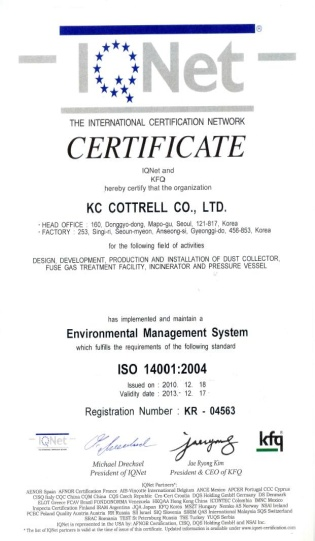 IQNet ®
THE INTERNATIONAL CERTIFICATION NETWORK
CERTIFICATE
IQNet and
KFQ
hereby certify that the organization
KC COTTRELL CO., LTD.
· HEAD OFFICE : 160, Donggyo-dong, Mapo-gu, Seoul, 121-817, Korea
· FACTORY : 253, Singi-ri, Seoun-myeon, Anseong-si, Gyeonggi-do, 456-853, Korea
for the following field of activities
DESIGN, DEVELOPMENT, PRODUCTION AND INSTALLATION OF DUST COLLECTOR,
FUSE GAS TREATMENT FACILITY, INCINERATOR AND PRESSURE VESSEL
has implemented and maintain a
Environmental Management System
which fulfills the requirements of the following standard
ISO 14001:2004
Issued on : 2010. 12. 18
Validity date : 2013. 12. 17
Registration Number : KR - 04563
IQNet
kfq
Michael Drechsel
President of IQNET
Jae Ryong Kim
President & CEO of KFQ
IQNet Partners*:
AENOR Spain AFNOR Certification France AIB-Vinçotte International Belgium ANCE Mexico APCER Portugal CCC Cyprus
CISQ Italy CQC China CQM China CQS Czech Republic Cro Cert Croatia DQS Holding GmbH Germany DS Denmark
ELOT Greece FCAV Brazil FONDONORMA Venezuela HKQAA Hong Kong China ICONTEC Colombia IMNC Mexico
Inspecta Certification Finland IRAM Argentina JQA Japan KFQ Korea MSZT Hungary Nemko AS Norway NSAI Ireland
PCBC Poland Quality Austria Austria RR Russia SII Israel SIQ Slovenia SIRIM QAS International Malaysia SQS Switzerland
SRAC Romania TEST St Petersburg Russia TSE Turkey YUQS Serbia
IQNet is represented in the USA by: AFNOR Certification, CISQ, DQS Holding GmbH and NSAI Inc.
* The list of IQNet partners is valid at the time of issue of this certificate. Updated information is available under www.iqnet-certification.com